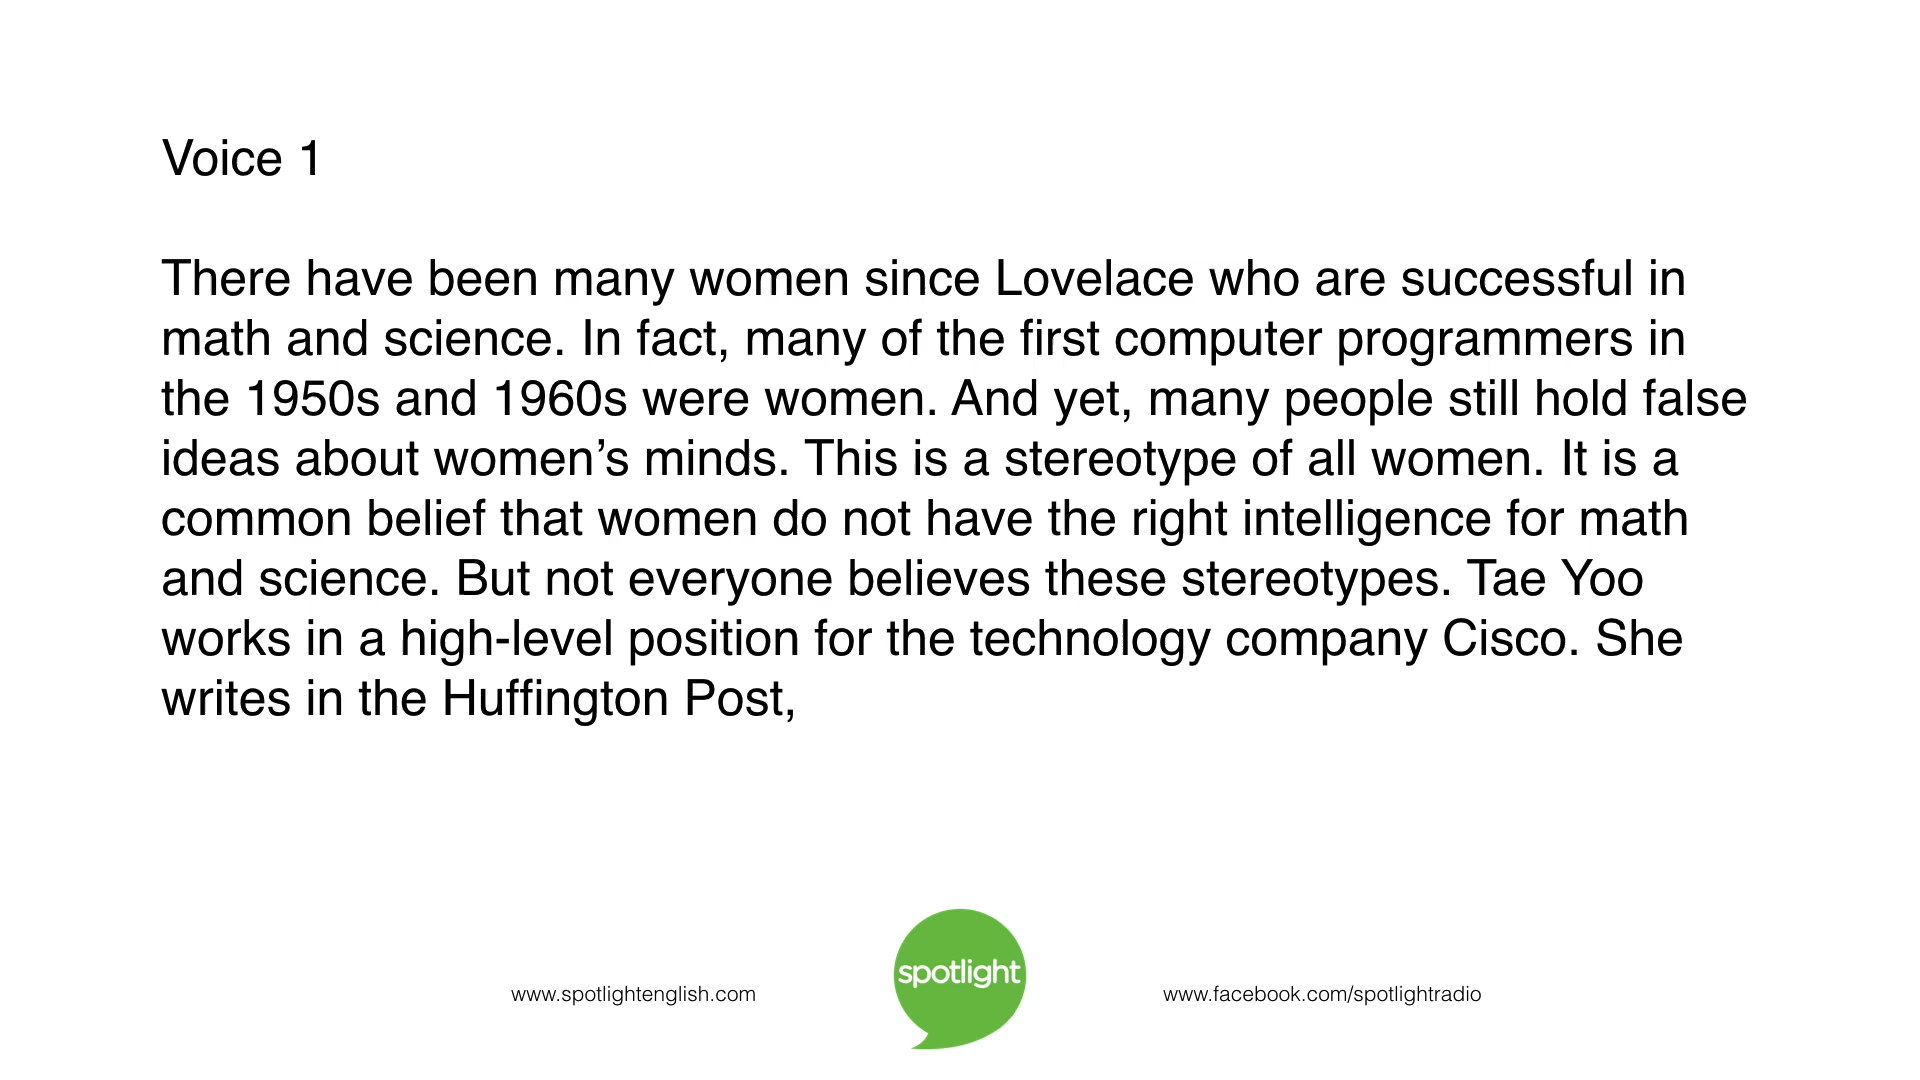 Voice 1
There have been many women since Lovelace who are successful in
math and science. In fact, many of the first computer programmers in
the 1950s and 1960s were women. And yet, many people still hold false
ideas about women’s minds. This is a stereotype of all women. It is a
common belief that women do not have the right intelligence for math
and science. But not everyone believes these stereotypes. Tae Yoo
works in a high-level position for the technology company Cisco. She
writes in the Huffington Post,
spotlight
www.spotlightenglish.com
www.facebook.com/spotlightradio